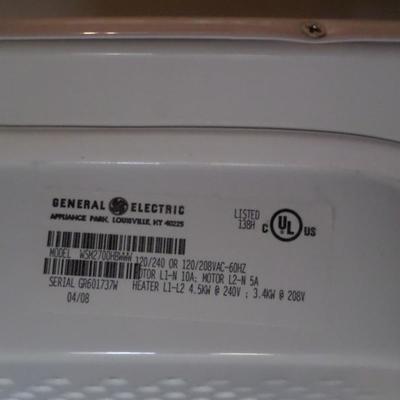 GENERAL ELECTRIC
APPLIANCE PARK, LOUISVILLE, KY 40225
LISTED
138H
C UL US
MODEL WSM2700HBWWW 120/240 OR 120/208VAC-60HZ
MOTOR L1-N 10A; MOTOR L2-N 5A
SERIAL GR601737W HEATER L1-L2 4.5KW @ 240V ; 3.4KW @ 208V
04/08